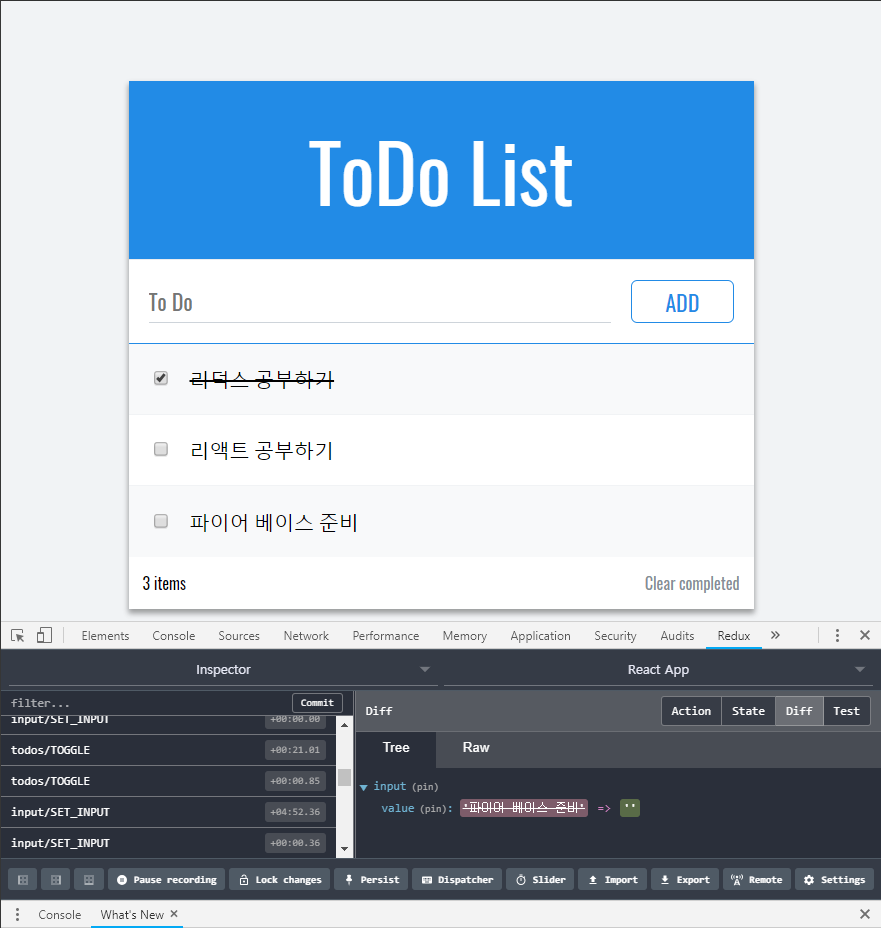 ToDo List
To Do
ADD
리덕스 공부하기
리액트 공부하기
파이어 베이스 준비
3 items
Clear completed
Elements Console Sources Network Performance Memory Application Security Audits Redux »
Inspector
React App
filter...
Commit
input/SET_INPUT +00:00.00
todos/TOGGLE +00:21.01
todos/TOGGLE +00:00.85
input/SET_INPUT +04:52.36
input/SET_INPUT +00:00.36
Diff
Action State Diff Test
Tree Raw
input (pin)
value (pin): '파이어 베이스 준비' => ''
Pause recording Lock changes Persist Dispatcher Slider Import Export Remote Settings
Console What's New